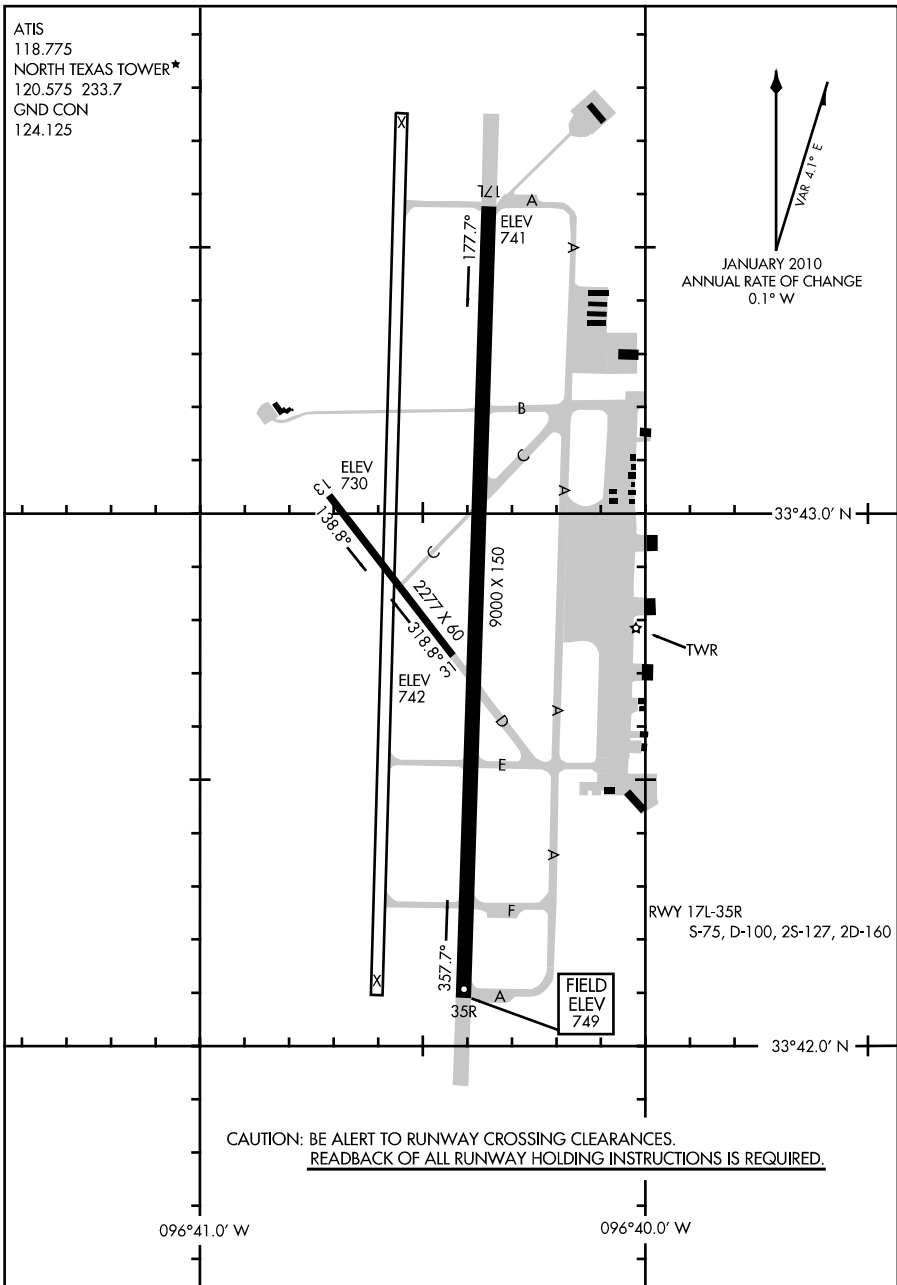 ATIS
118.775
NORTH TEXAS TOWER★
120.575 233.7
GND CON
124.125
X
17L
A
ELEV
741
177.7°
A
VAR 4.1° E
JANUARY 2010
ANNUAL RATE OF CHANGE
0.1° W
B
C
A
ELEV
730
13
138.8°
33°43.0' N
C
9000 X 150
2277 X 60
318.8°
31
TWR
ELEV
742
A
D
E
A
F
RWY 17L-35R
S-75, D-100, 2S-127, 2D-160
357.7°
X
35R
A
FIELD
ELEV
749
33°42.0' N
CAUTION: BE ALERT TO RUNWAY CROSSING CLEARANCES.
READBACK OF ALL RUNWAY HOLDING INSTRUCTIONS IS REQUIRED.
096°41.0' W
096°40.0' W